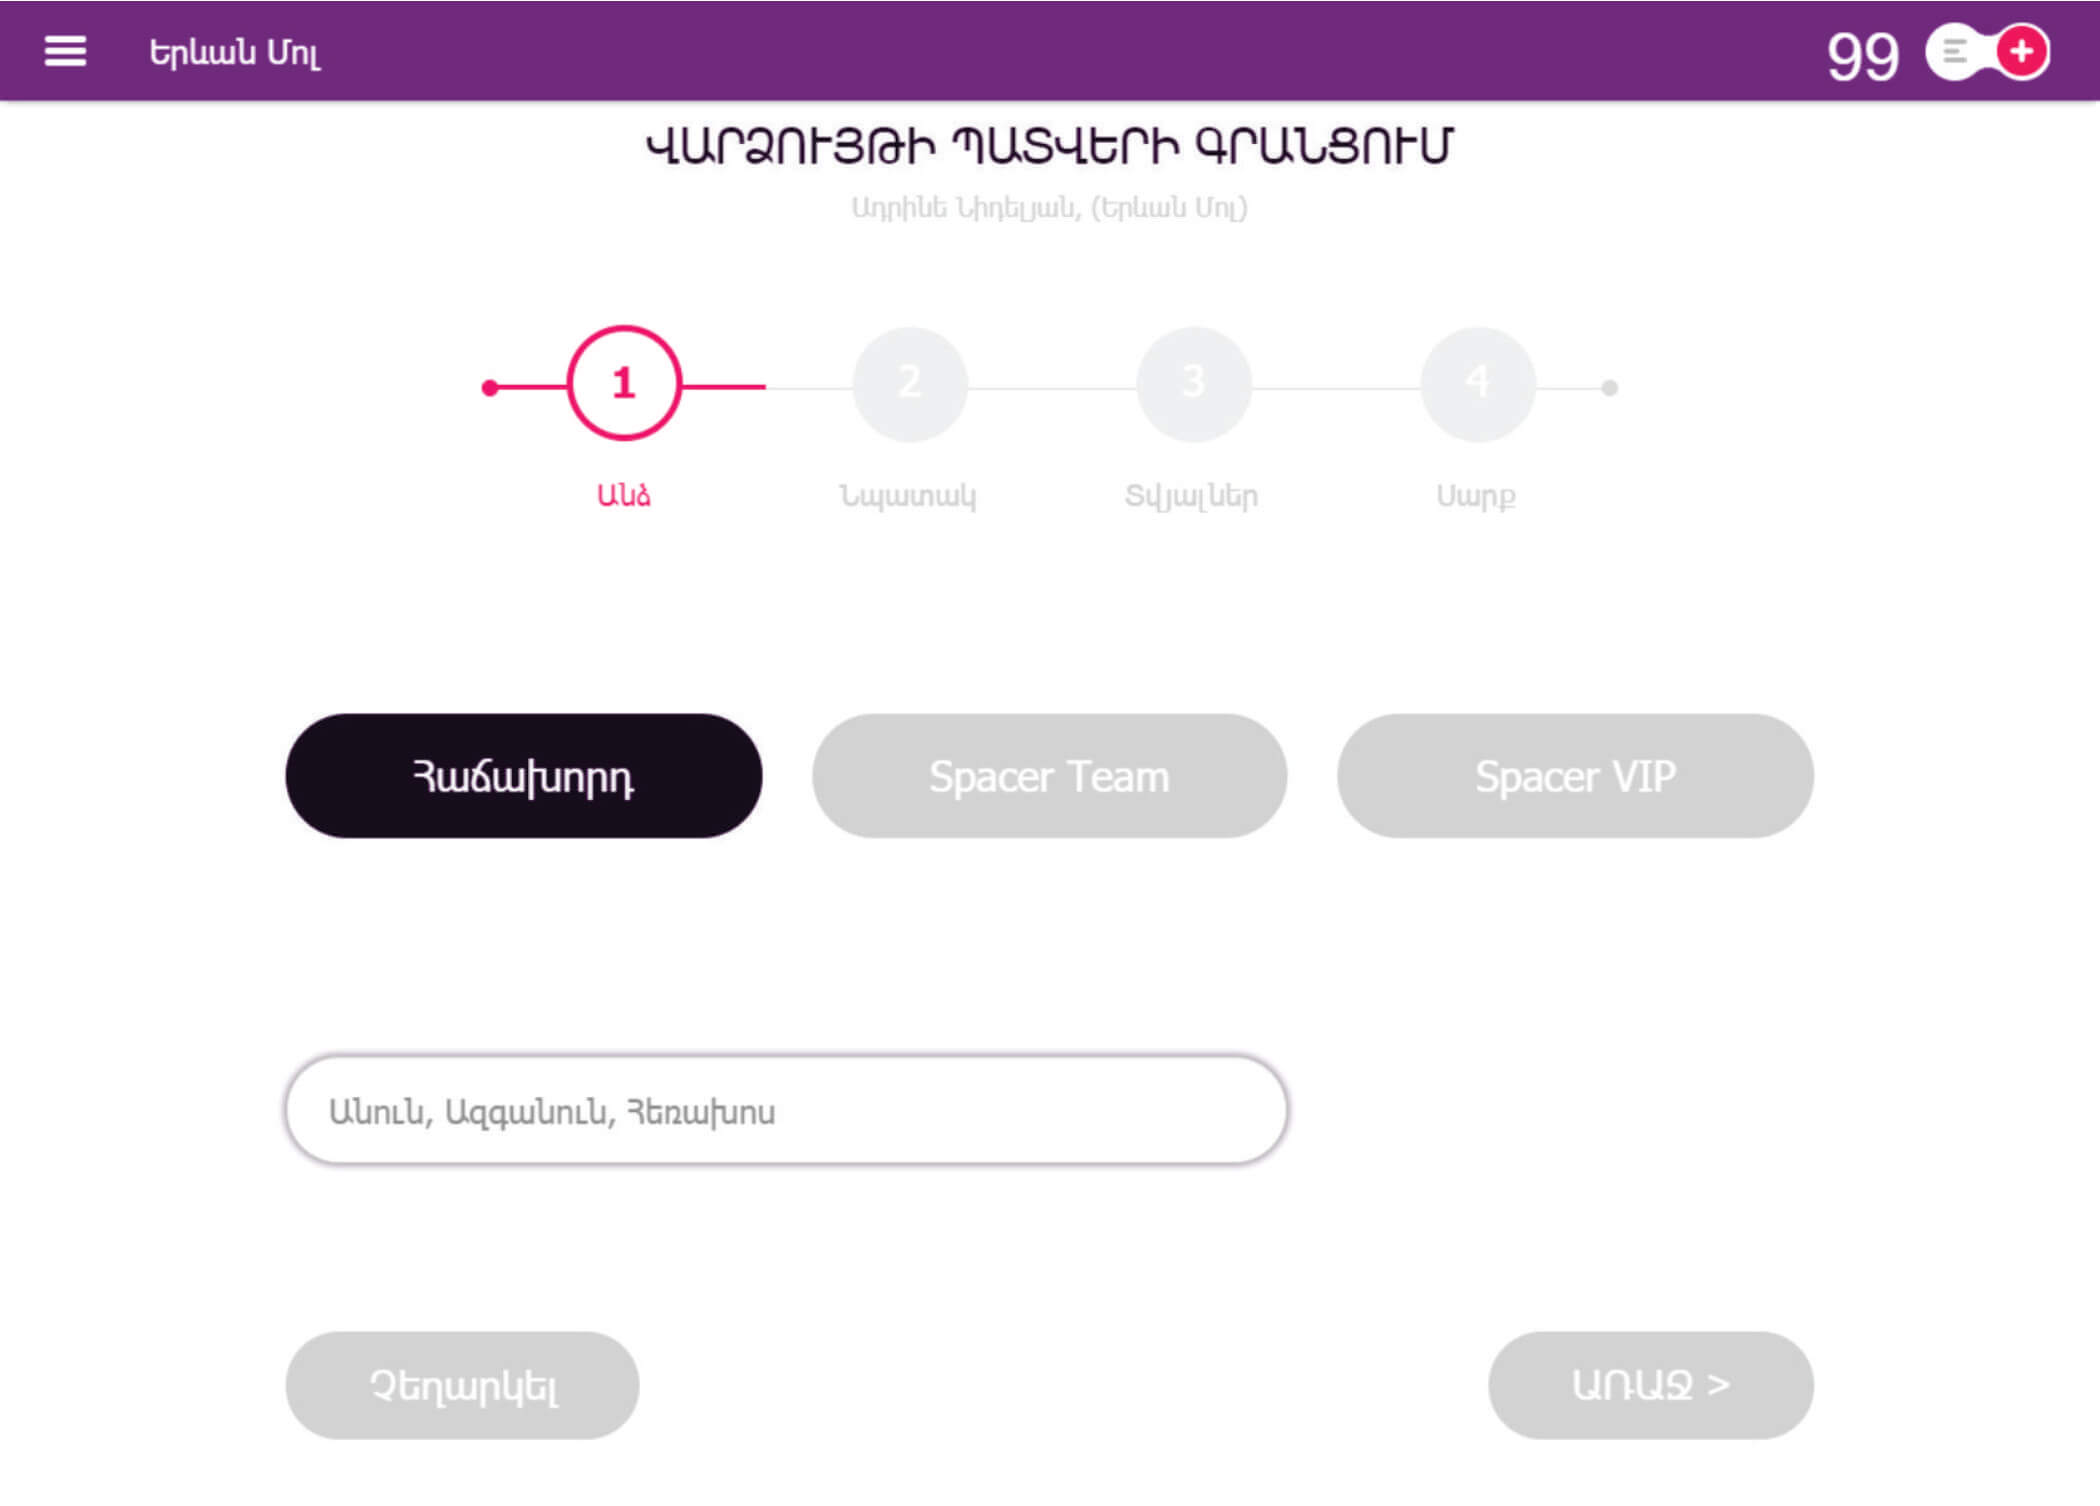 Երևան Մոլ
99
ՎԱՐՁՈՒՅԹԻ ՊԱՏՎԵՐԻ ԳՐԱՆՑՈՒՄ
Ադրինե Նիդելյան, (Երևան Մոլ)
1 2 3 4
Անձ Նպատակ Տվյալներ Սարք
Հաճախորդ Spacer Team Spacer VIP
Անուն, Ազգանուն, Հեռախոս
Չեղարկել ԱՌԱՋ >